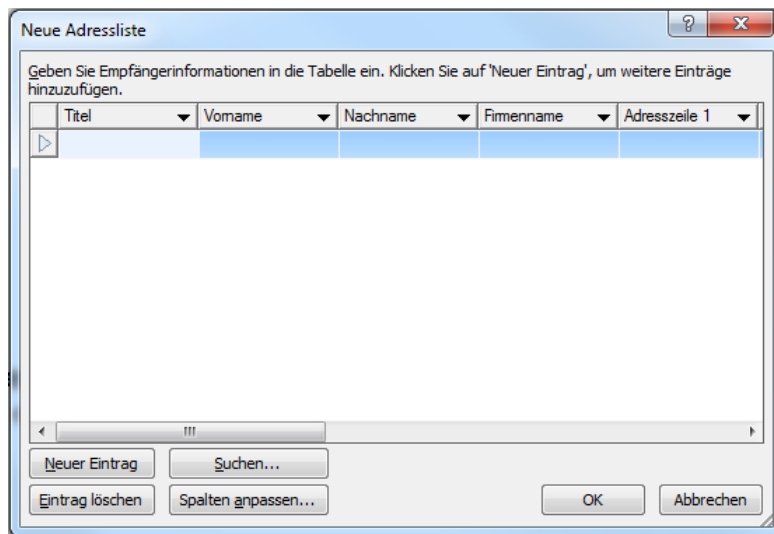 Neue Adressliste
Geben Sie Empfängerinformationen in die Tabelle ein. Klicken Sie auf 'Neuer Eintrag', um weitere Einträge
hinzuzufügen.
Titel Vorname Nachname Firmenname Adresszeile 1
Neuer Eintrag Suchen...
Eintrag löschen Spalten anpassen... OK Abbrechen